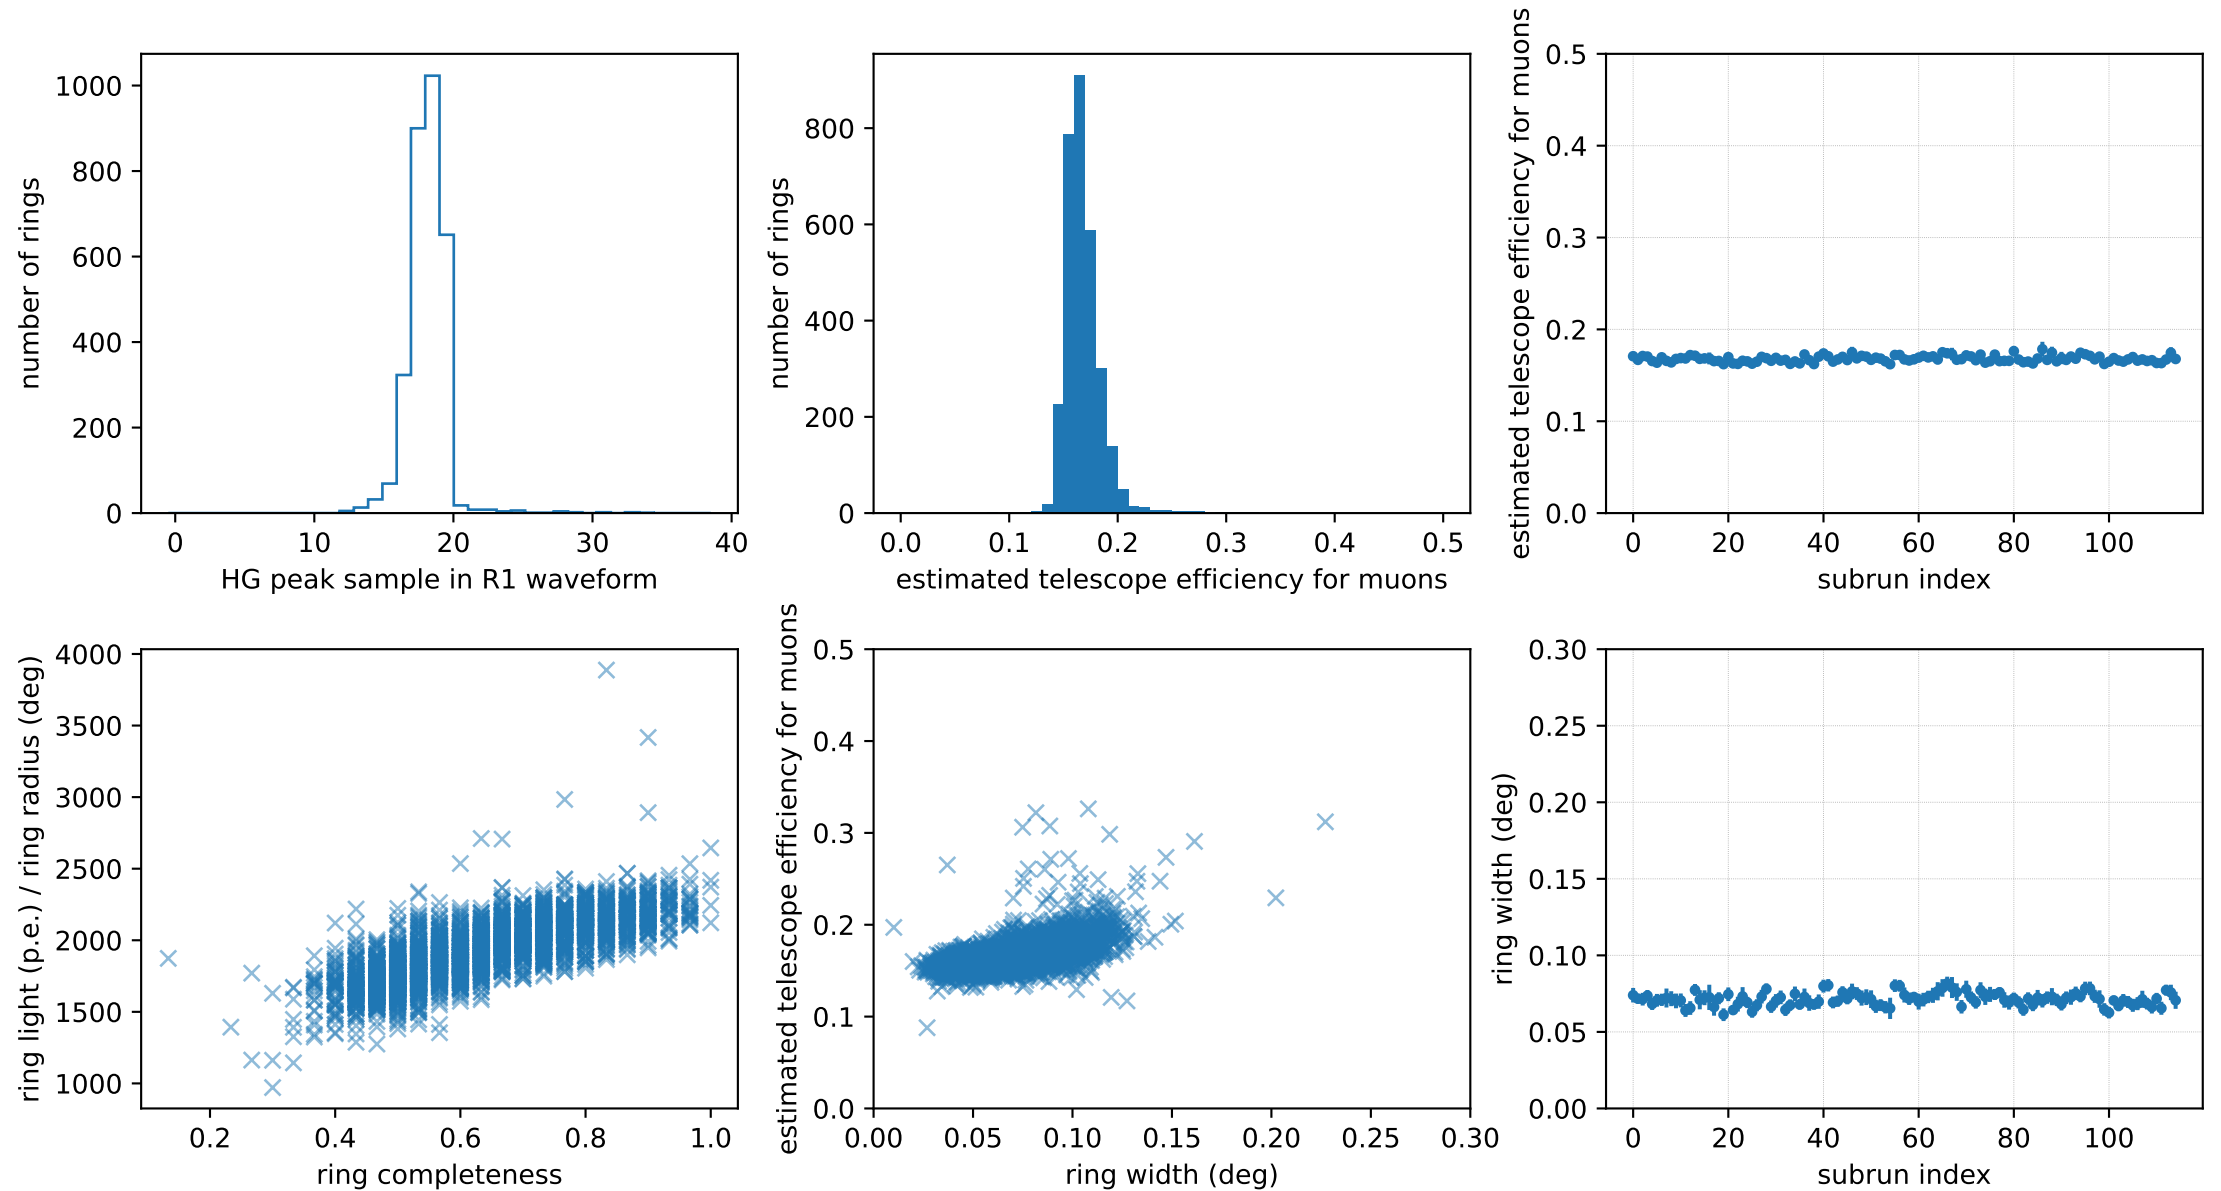 number of rings
1000
800
600
400
200
0
0 10 20 30 40
HG peak sample in R1 waveform
number of rings
800
600
400
200
0
0.0 0.1 0.2 0.3 0.4 0.5
estimated telescope efficiency for muons
estimated telescope efficiency for muons
0.5
0.4
0.3
0.2
0.1
0.0
0 20 40 60 80 100
subrun index
ring light (p.e.) / ring radius (deg)
4000
3500
3000
2500
2000
1500
1000
0.2 0.4 0.6 0.8 1.0
ring completeness
estimated telescope efficiency for muons
0.5
0.4
0.3
0.2
0.1
0.0
0.00 0.05 0.10 0.15 0.20 0.25 0.30
ring width (deg)
ring width (deg)
0.30
0.25
0.20
0.15
0.10
0.05
0.00
0 20 40 60 80 100
subrun index